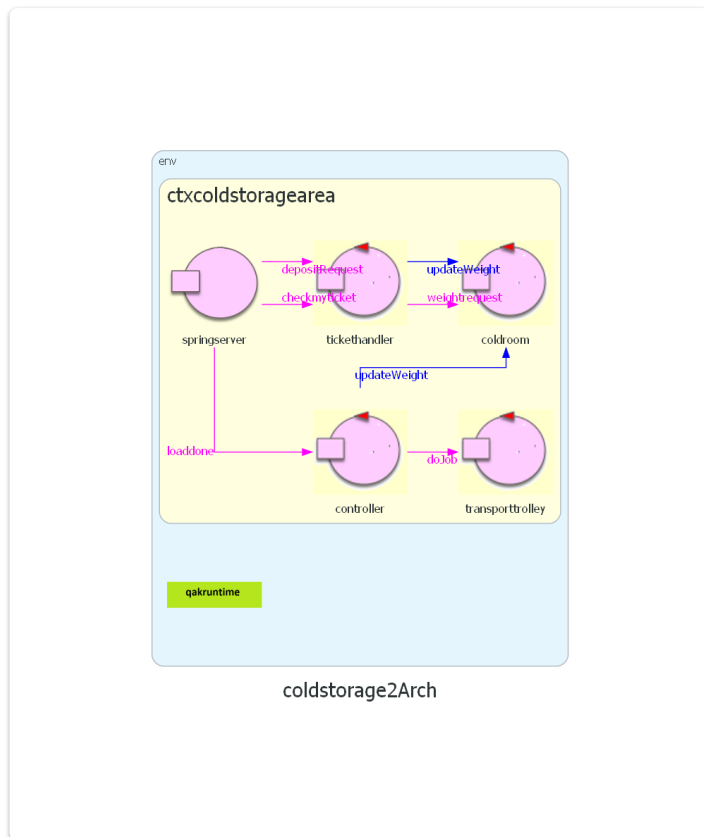 env
ctxcoldstoragearea
depositRequest
updateWeight
checkmyticket
weightrequest
springserver
tickethandler
coldroom
updateWeight
loaddone
doJob
controller
transporttrolley
qakruntime
coldstorage2Arch